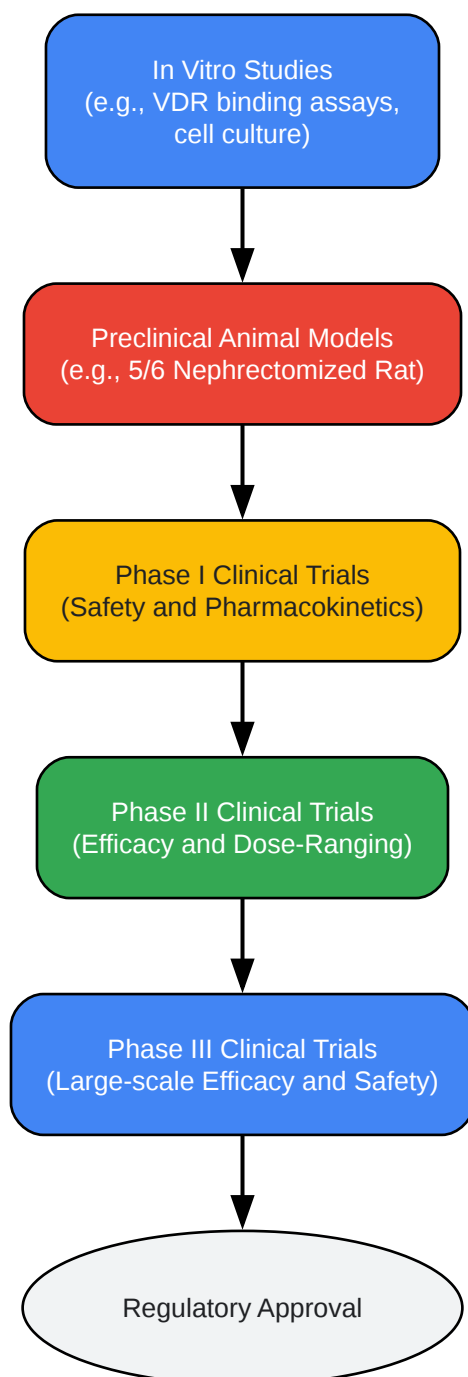 In Vitro Studies
(e.g., VDR binding assays,
cell culture)
Preclinical Animal Models
(e.g., 5/6 Nephrectomized Rat)
Phase I Clinical Trials
(Safety and Pharmacokinetics)
Phase II Clinical Trials
(Efficacy and Dose-Ranging)
Phase III Clinical Trials
(Large-scale Efficacy and Safety)
Regulatory Approval